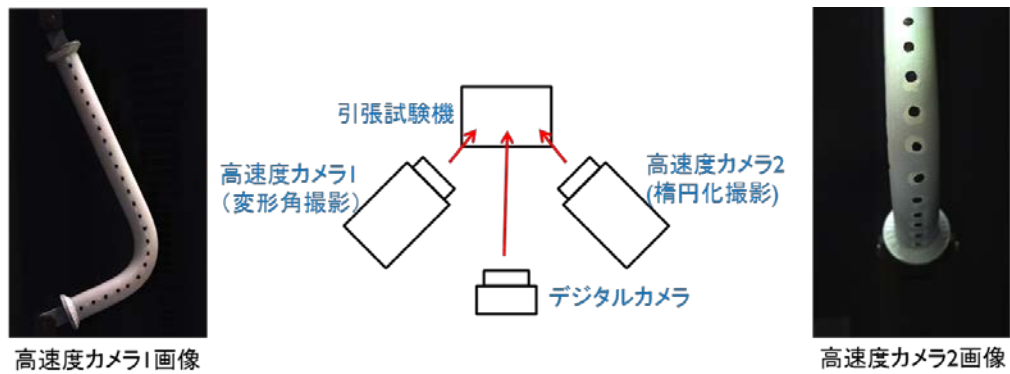 引張試験機
高速度カメラ1
（変形角撮影）
高速度カメラ2
(楕円化撮影)
デジタルカメラ
高速度カメラ1画像
高速度カメラ2画像